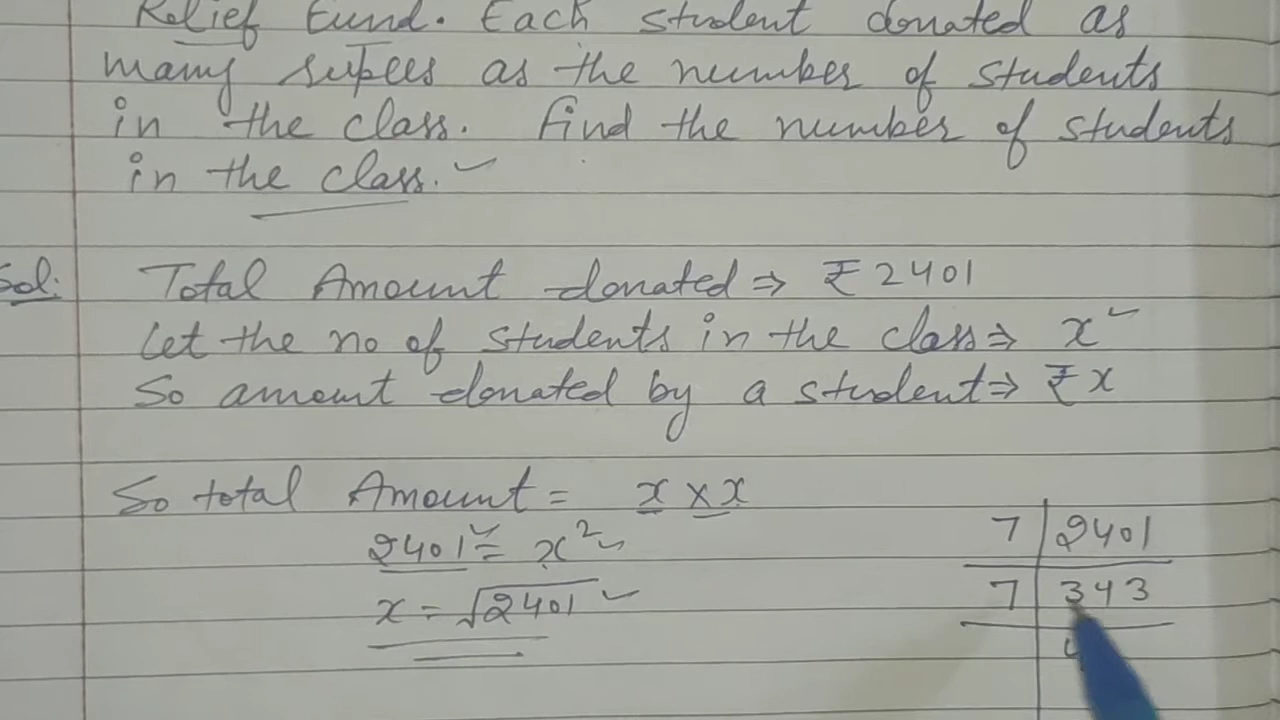 Relief Fund. Each student donated as
many rupees as the number of students
in the class. Find the number of students
in the class.
Sol: Total Amount donated ⇒ ₹2401
Let the no of students in the class ⇒ x
So amount donated by a student ⇒ ₹x
So total Amount = x × x
2401 = x²
x = √2401
7 | 2401
7 | 343
4